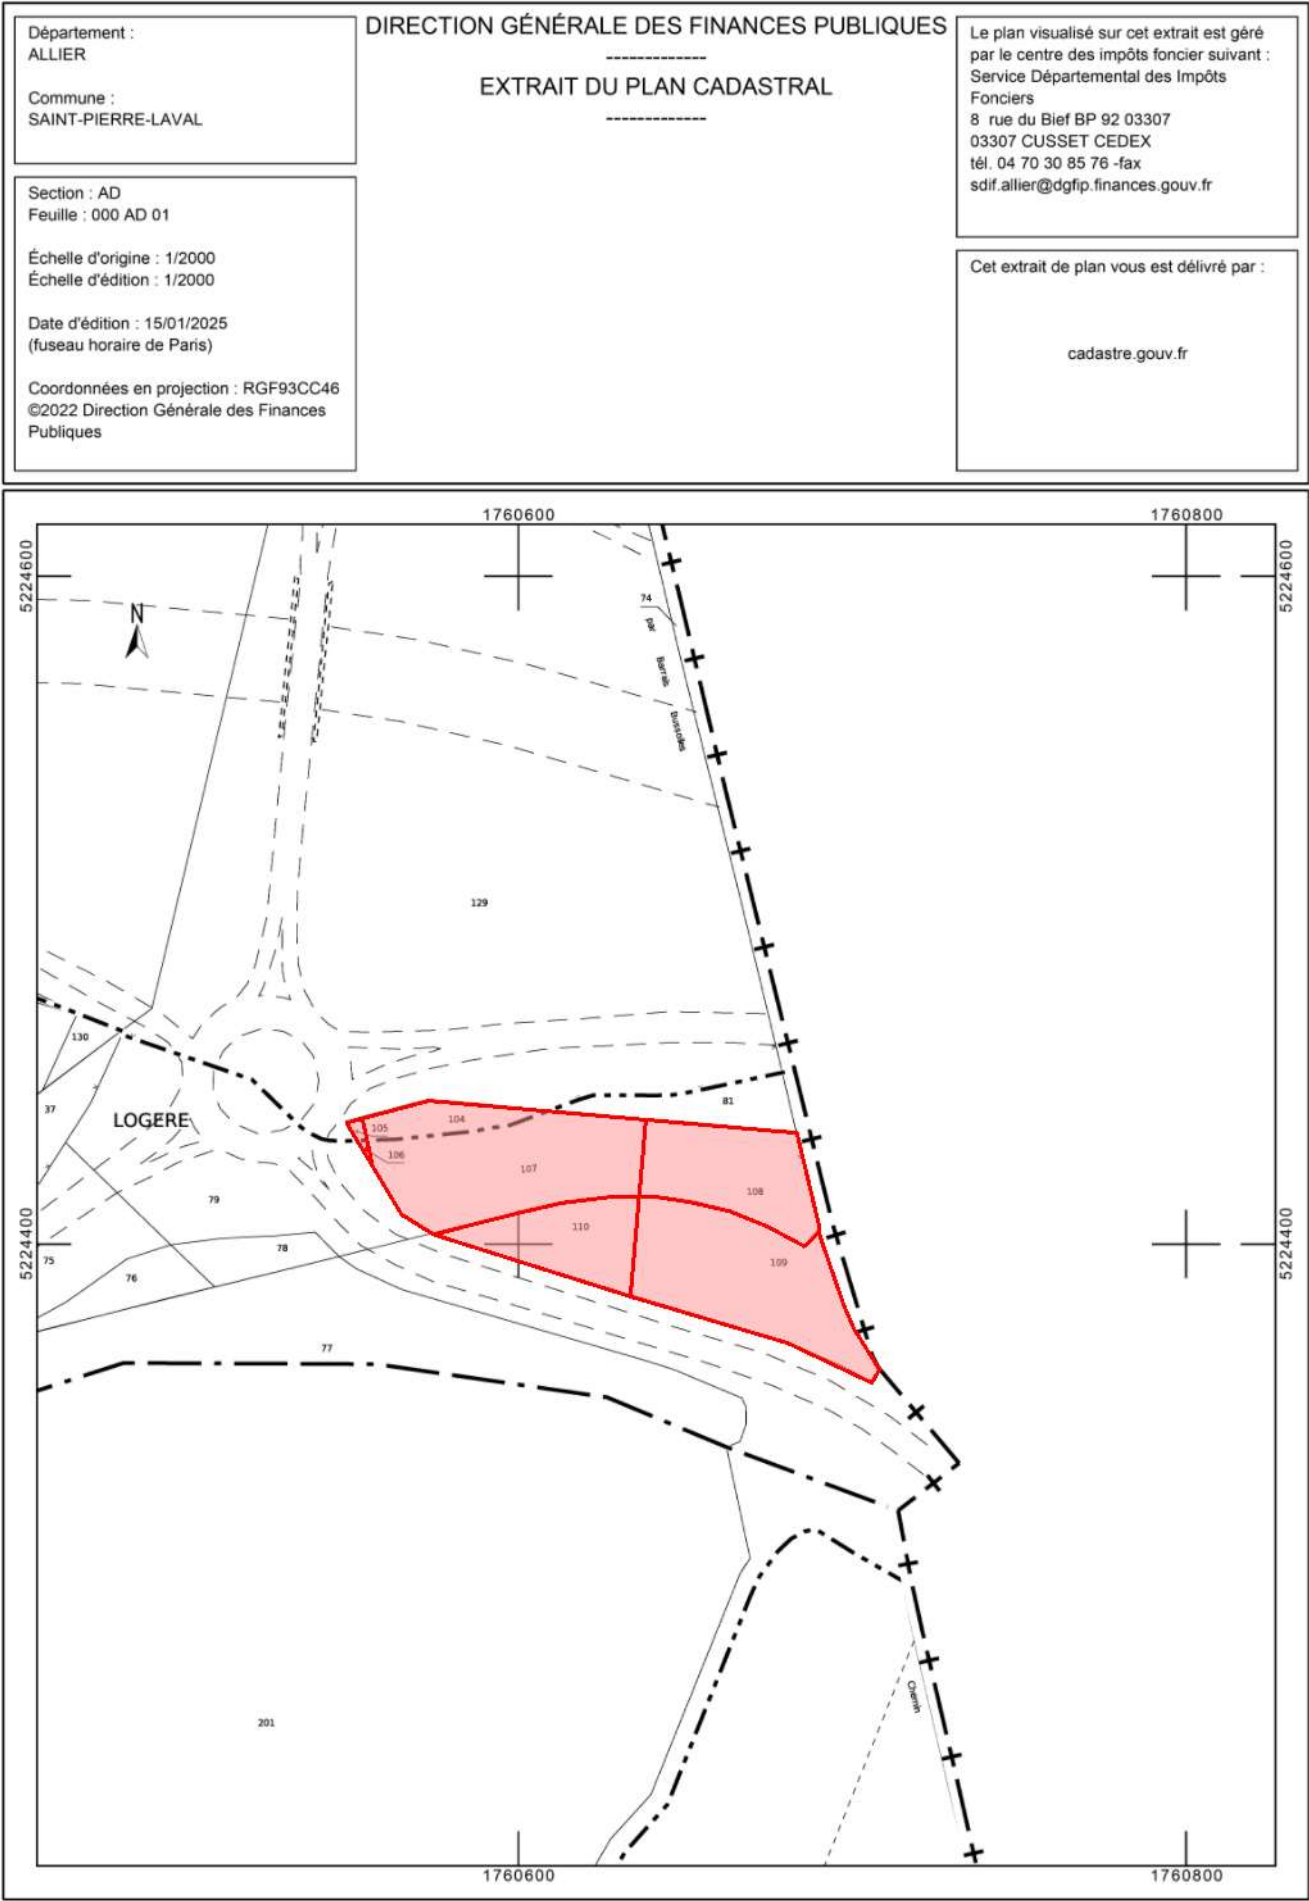 Département :
ALLIER
Commune :
SAINT-PIERRE-LAVAL
Section : AD
Feuille : 000 AD 01
Échelle d'origine : 1/2000
Échelle d'édition : 1/2000
Date d'édition : 15/01/2025
(fuseau horaire de Paris)
Coordonnées en projection : RGF93CC46
©2022 Direction Générale des Finances
Publiques
DIRECTION GÉNÉRALE DES FINANCES PUBLIQUES
-------------
EXTRAIT DU PLAN CADASTRAL
-------------
Le plan visualisé sur cet extrait est géré
par le centre des impôts foncier suivant :
Service Départemental des Impôts
Fonciers
8 rue du Bief BP 92 03307
03307 CUSSET CEDEX
tél. 04 70 30 85 76 -fax
sdif.allier@dgfip.finances.gouv.fr
Cet extrait de plan vous est délivré par :
cadastre.gouv.fr
1760600
1760800
5224600
5224600
N
74
par
Barrais
Bussolles
129
130
37
LOGERE
81
104
105
106
107
108
79
110
109
78
75
76
5224400
5224400
77
Chemin
201
1760600
1760800